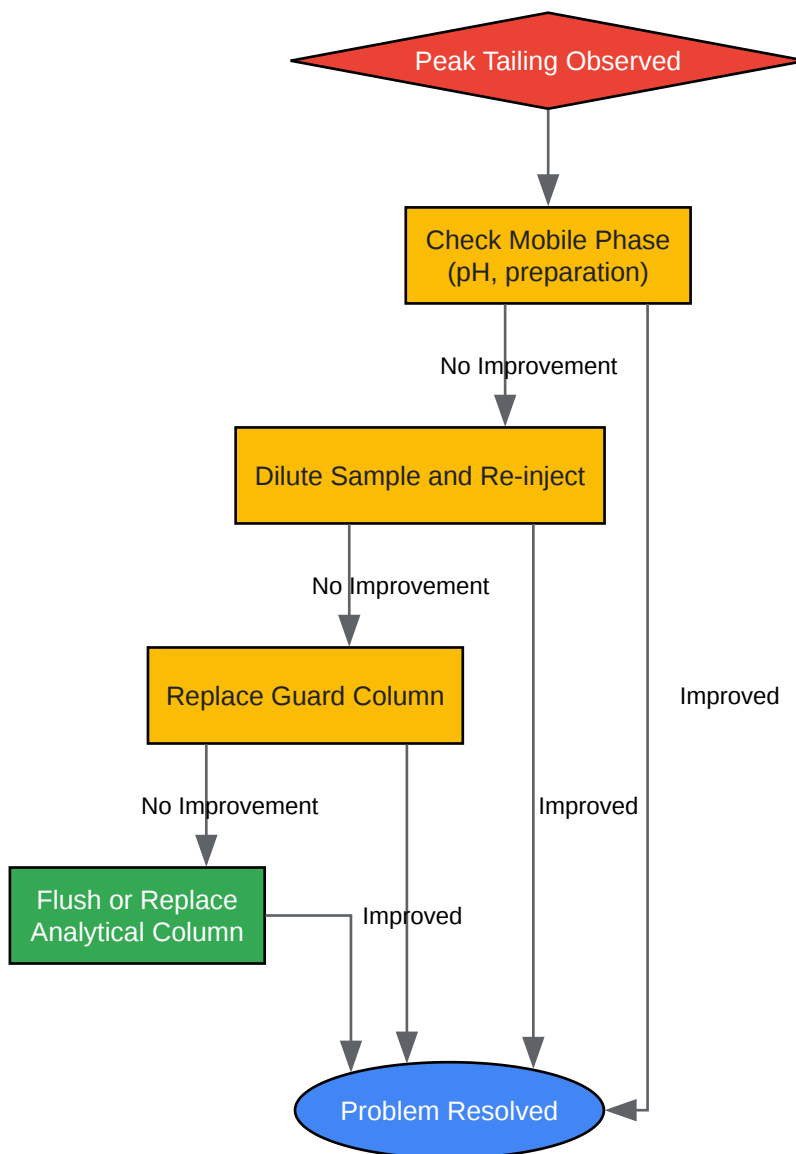 Peak Tailing Observed
Check Mobile Phase
(pH, preparation)
No Improvement
Dilute Sample and Re-inject
No Improvement
Replace Guard Column
Improved
No Improvement
Improved
Flush or Replace
Analytical Column
Improved
Problem Resolved